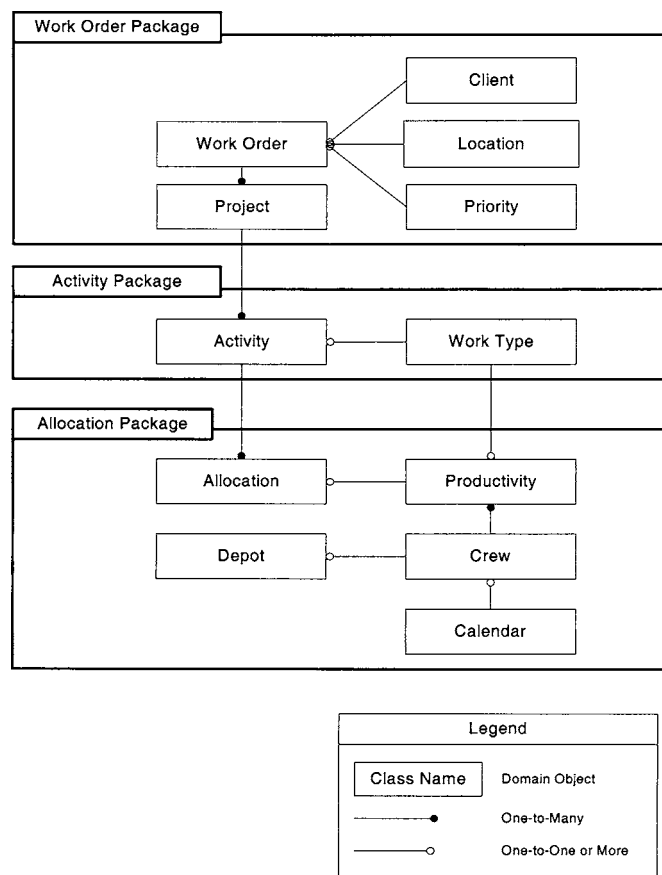 Work Order Package
Client
Work Order
Location
Project
Priority
Activity Package
Activity
Work Type
Allocation Package
Allocation
Productivity
Depot
Crew
Calendar
Legend
Class Name
Domain Object
One-to-Many
One-to-One or More